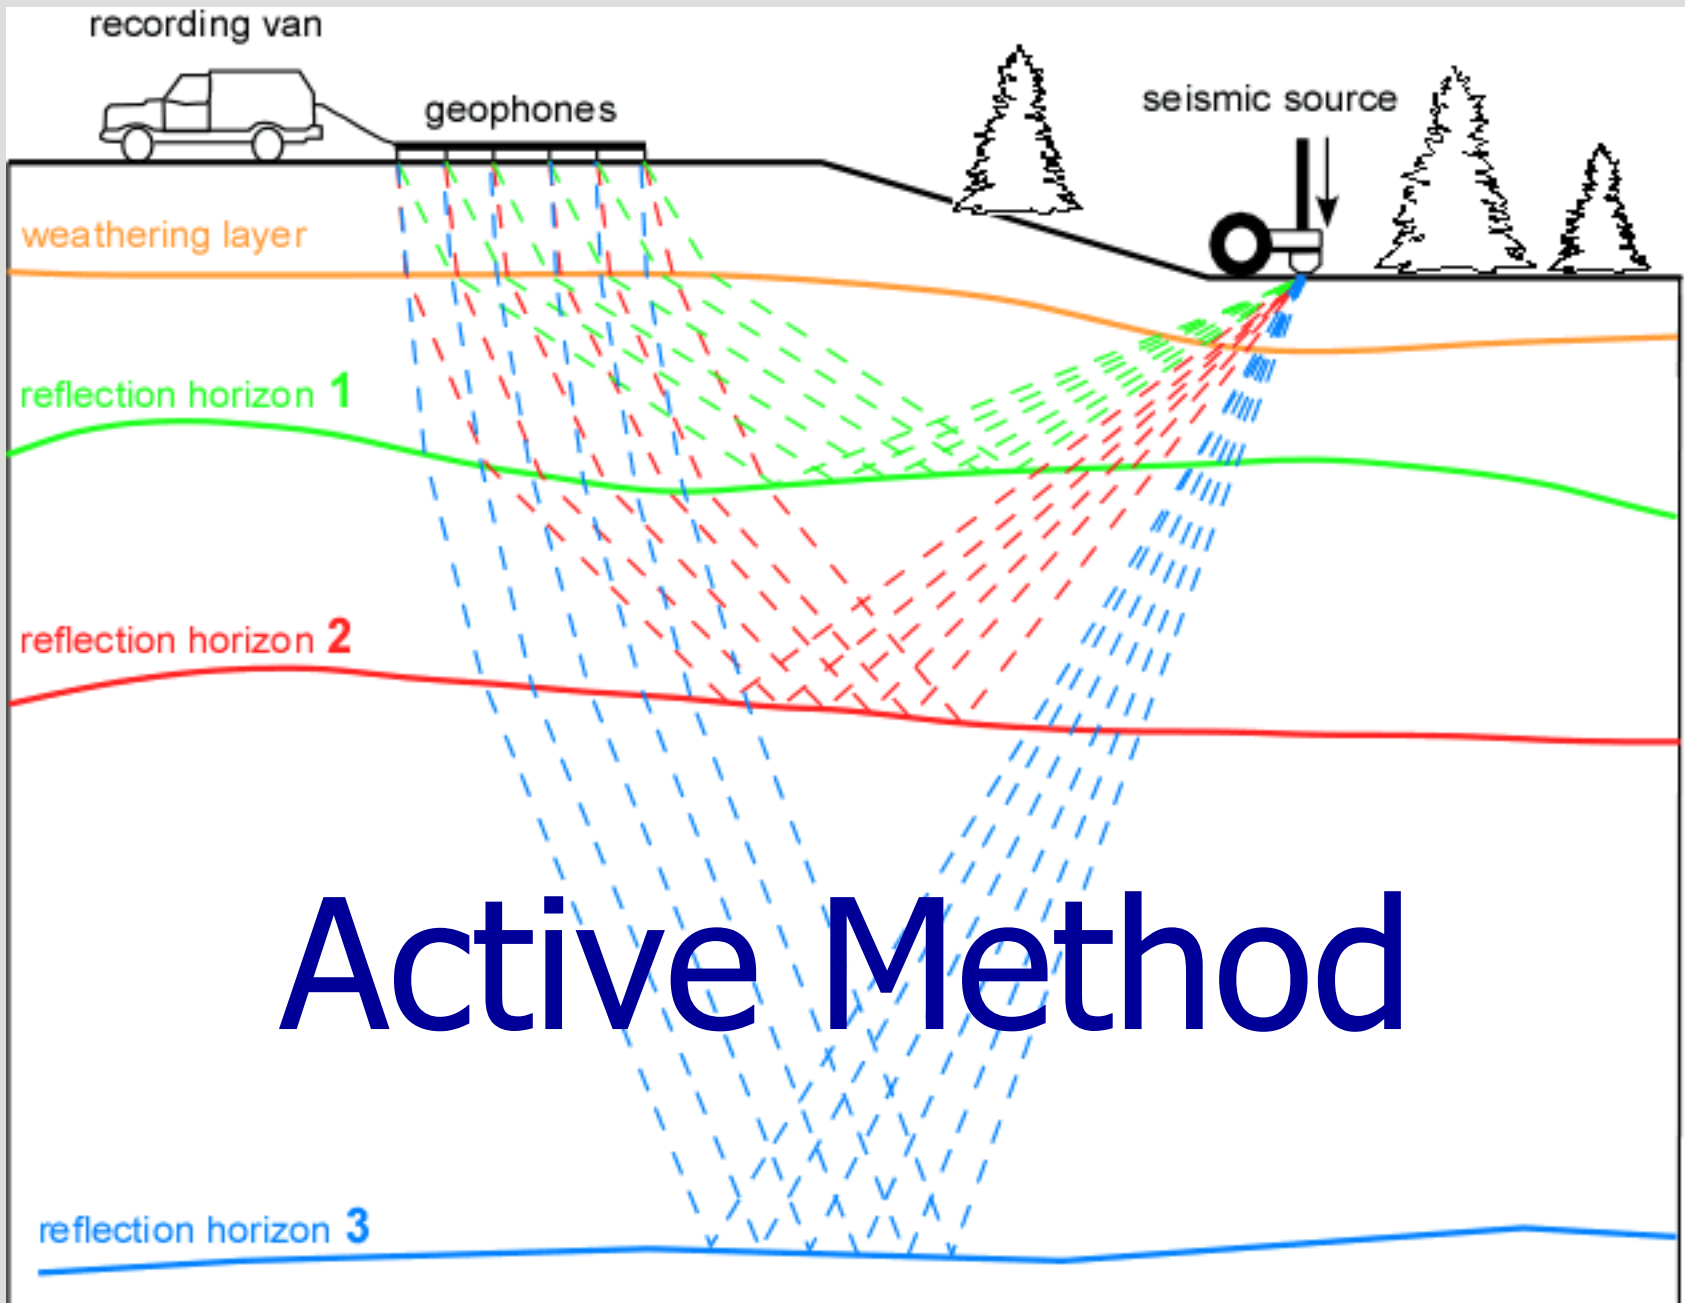 recording van
geophones
seismic source
weathering layer
reflection horizon 1
reflection horizon 2
Active Method
reflection horizon 3